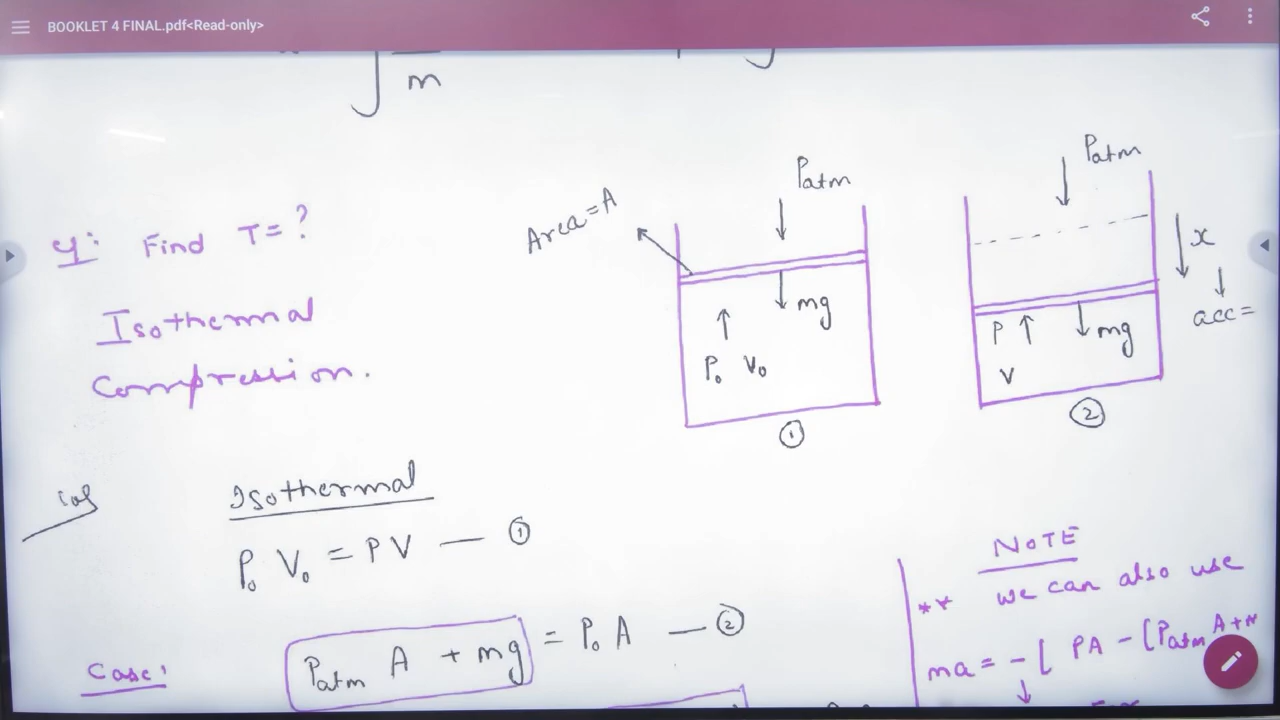 BOOKLET 4 FINAL.pdf<Read-only>
m
Patm
Patm
Area = A
Q: Find T = ?
x
mg
acc =
Isothermal
P mg
P₀ V₀
Compression.
V
②
①
Sol
Isothermal
P₀ V₀ = PV — ①
NOTE
** we can also use
Patm A + mg = P₀ A — ②
ma = - [ PA - [Patm A +
Case: